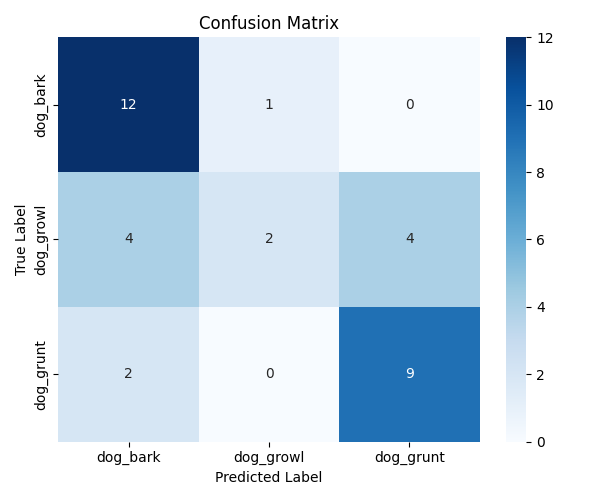 Confusion Matrix
True Label
dog_bark
12
1
0
dog_growl
4
2
4
dog_grunt
2
0
9
dog_bark
dog_growl
dog_grunt
Predicted Label
12
10
8
6
4
2
0